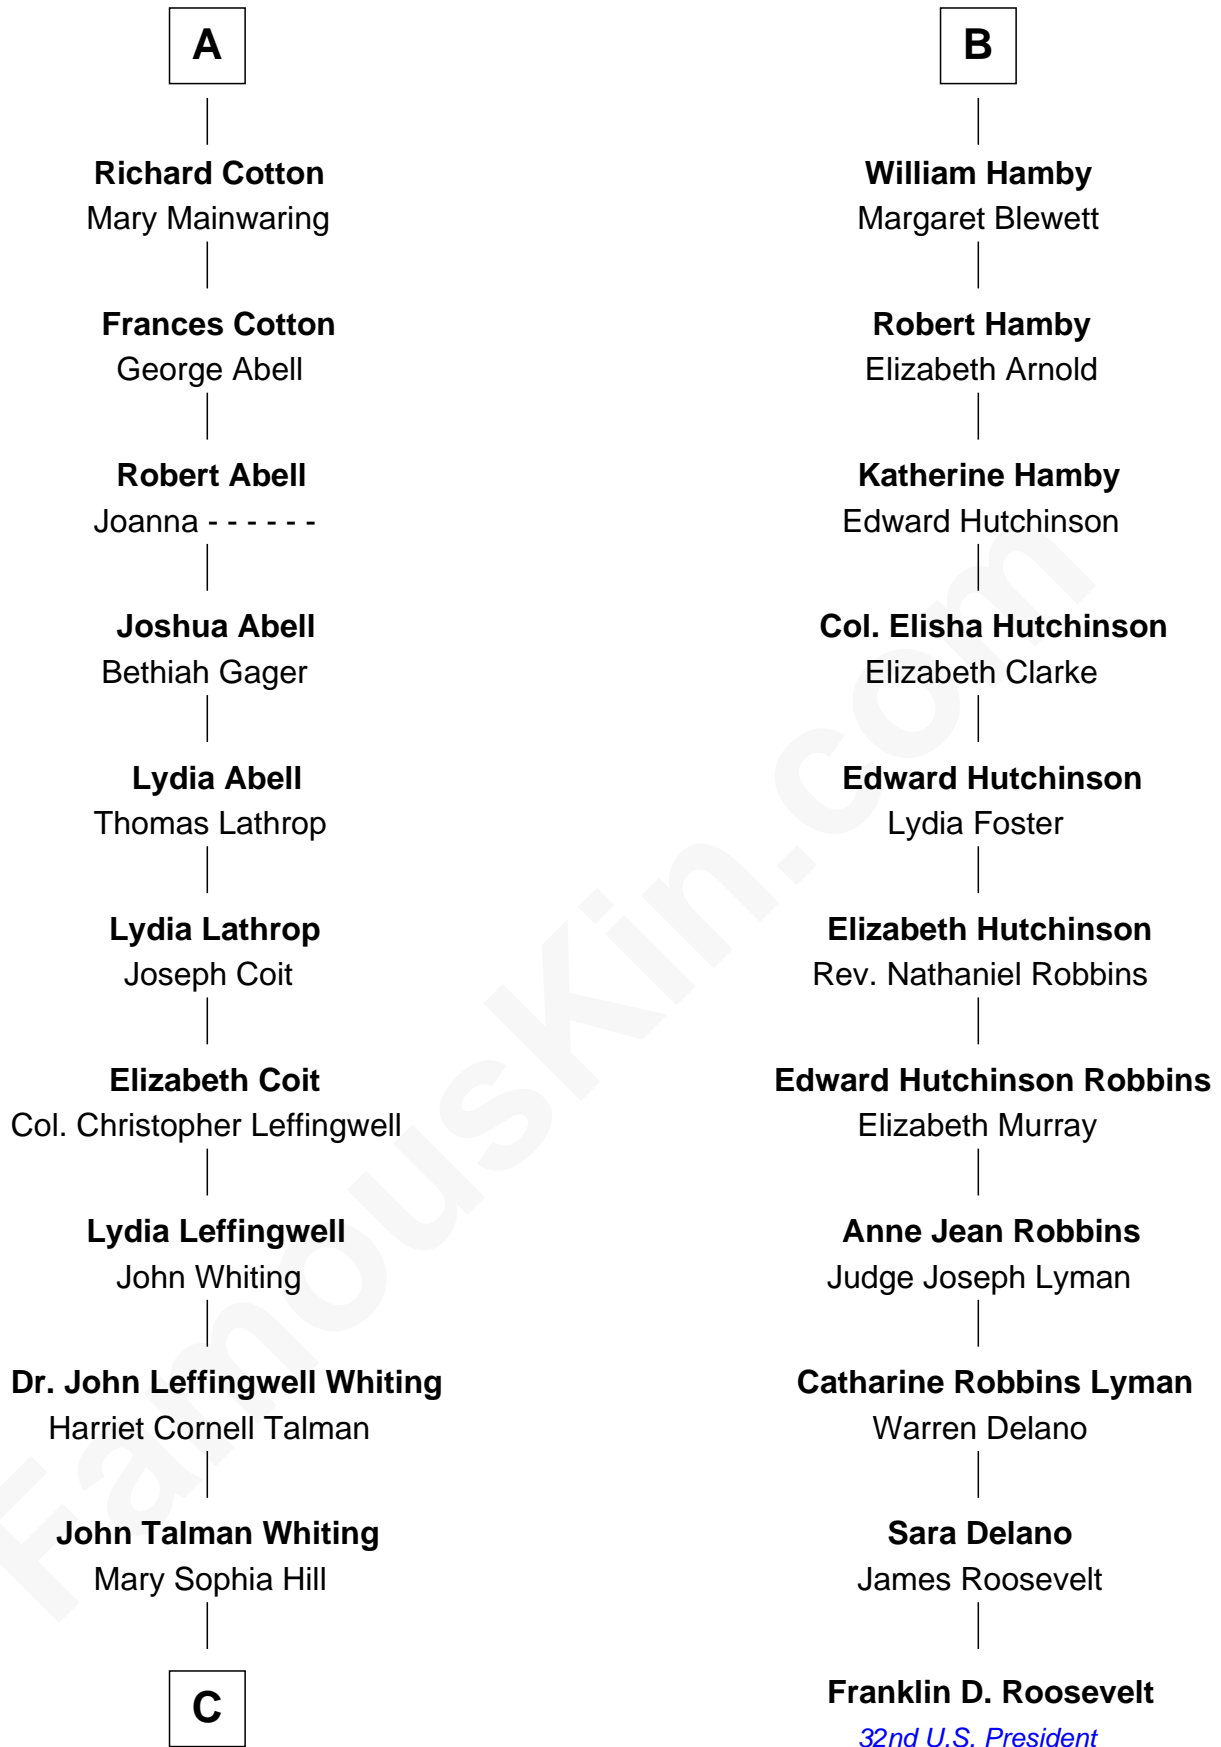 A
Richard Cotton
Mary Mainwaring
Frances Cotton
George Abell
Robert Abell
Joanna - - - - - -
Joshua Abell
Bethiah Gager
Lydia Abell
Thomas Lathrop
Lydia Lathrop
Joseph Coit
Elizabeth Coit
Col. Christopher Leffingwell
Lydia Leffingwell
John Whiting
Dr. John Leffingwell Whiting
Harriet Cornell Talman
John Talman Whiting
Mary Sophia Hill
C
B
William Hamby
Margaret Blewett
Robert Hamby
Elizabeth Arnold
Katherine Hamby
Edward Hutchinson
Col. Elisha Hutchinson
Elizabeth Clarke
Edward Hutchinson
Lydia Foster
Elizabeth Hutchinson
Rev. Nathaniel Robbins
Edward Hutchinson Robbins
Elizabeth Murray
Anne Jean Robbins
Judge Joseph Lyman
Catharine Robbins Lyman
Warren Delano
Sara Delano
James Roosevelt
Franklin D. Roosevelt
32nd U.S. President
FamousKin.com